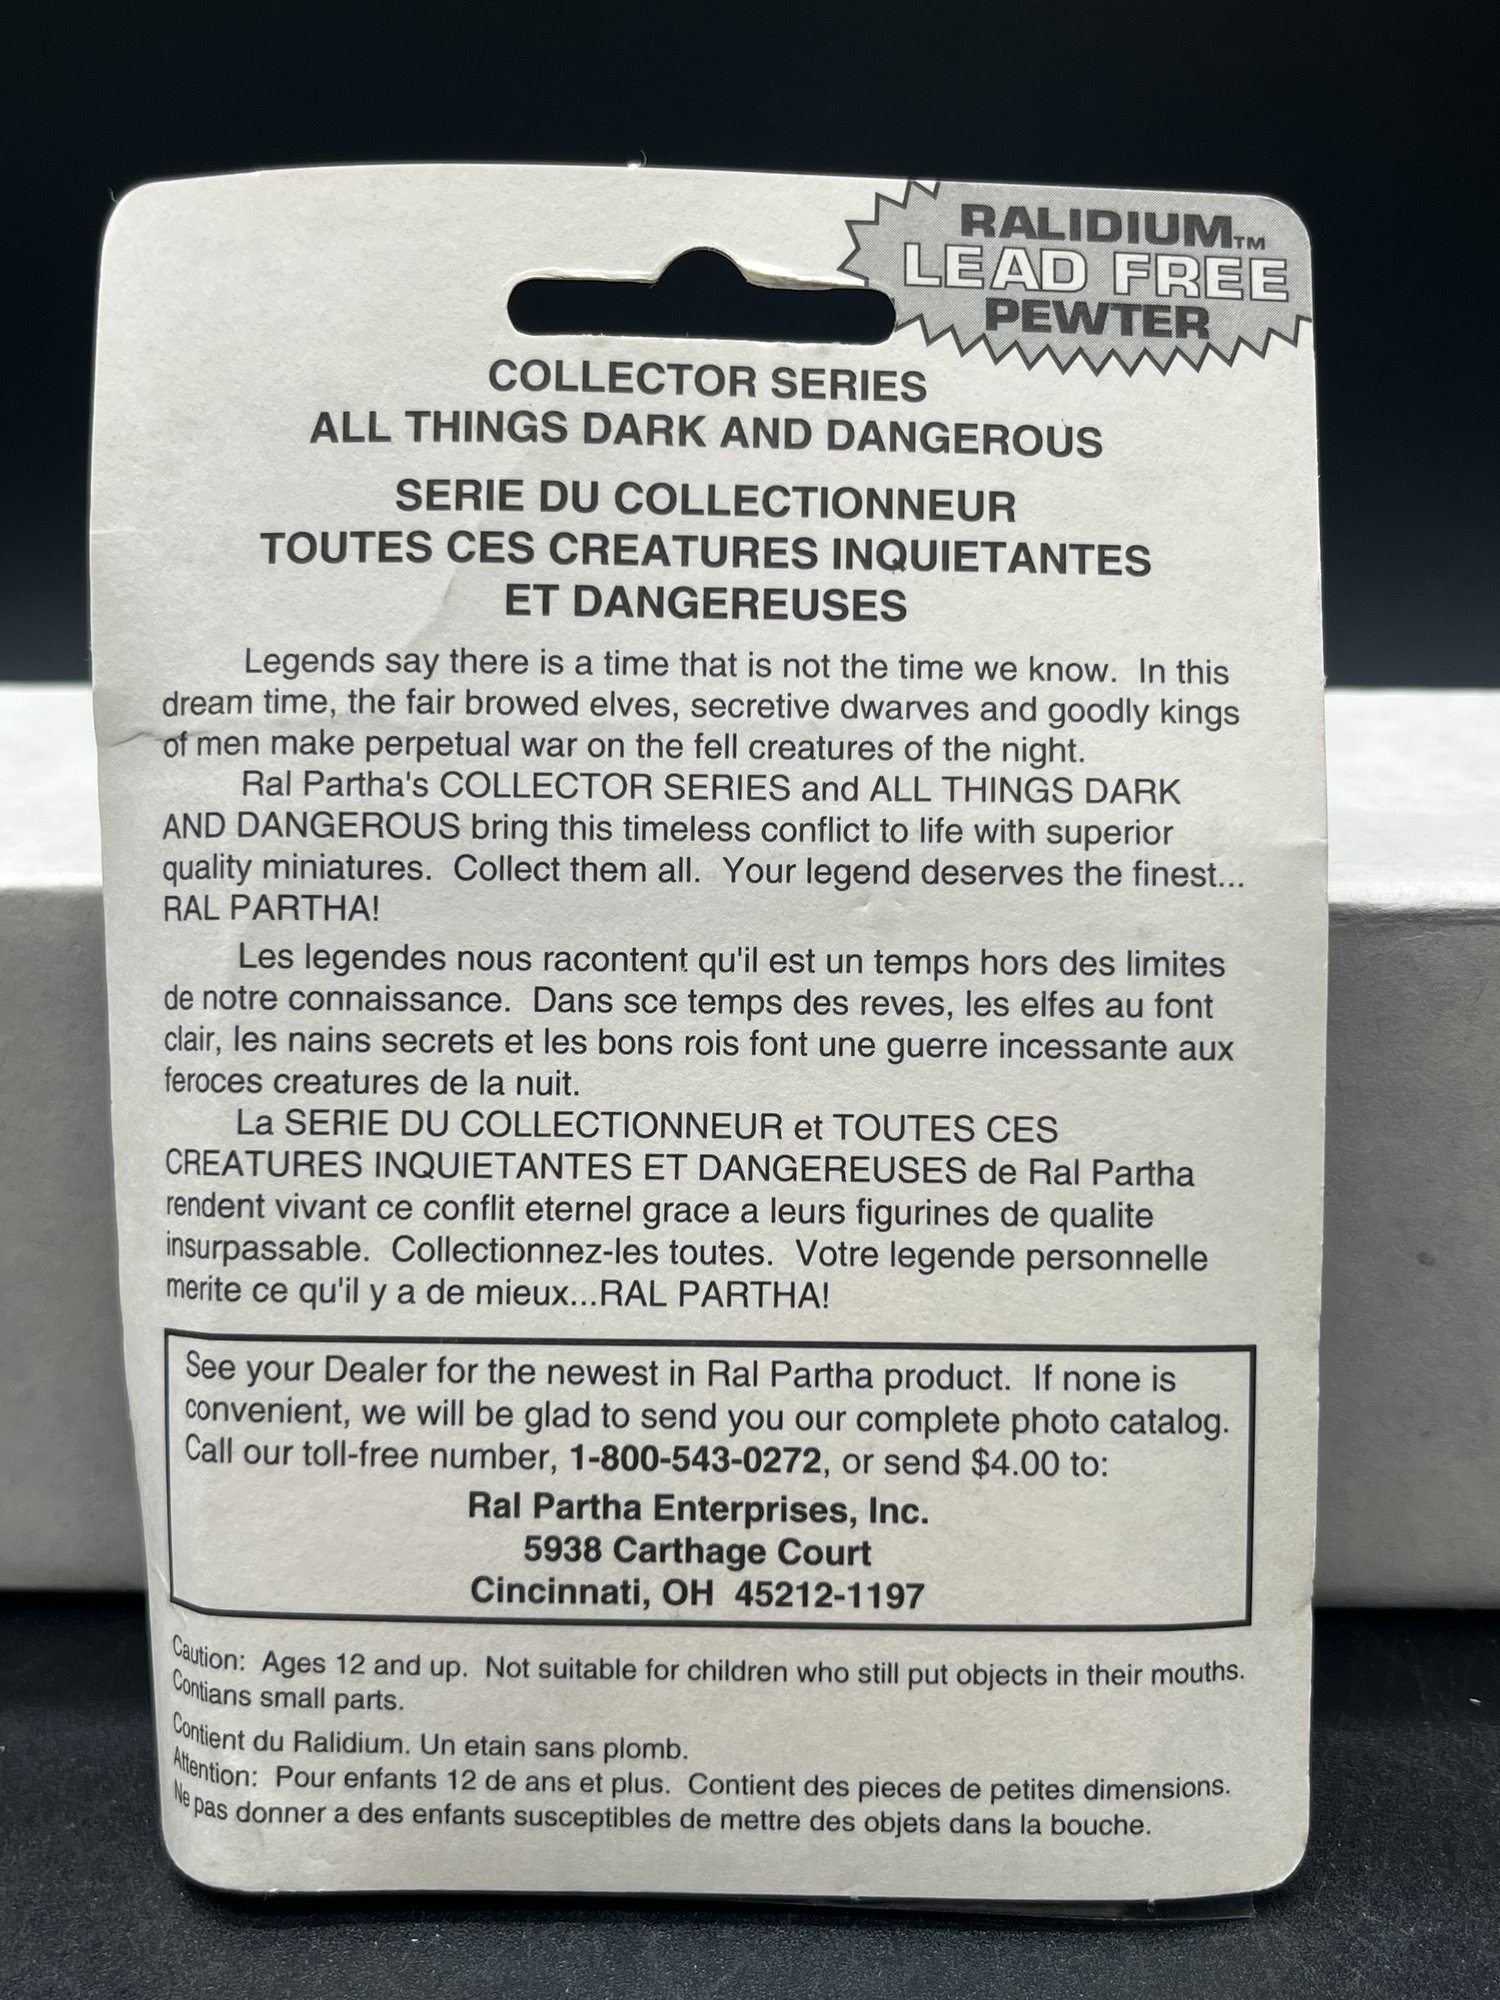 RALIDIUM™
LEAD FREE
PEWTER
COLLECTOR SERIES
ALL THINGS DARK AND DANGEROUS
SERIE DU COLLECTIONNEUR
TOUTES CES CREATURES INQUIETANTES
ET DANGEREUSES
Legends say there is a time that is not the time we know. In this
dream time, the fair browed elves, secretive dwarves and goodly kings
of men make perpetual war on the fell creatures of the night.
Ral Partha's COLLECTOR SERIES and ALL THINGS DARK
AND DANGEROUS bring this timeless conflict to life with superior
quality miniatures. Collect them all. Your legend deserves the finest...
RAL PARTHA!
Les legendes nous racontent qu'il est un temps hors des limites
de notre connaissance. Dans sce temps des reves, les elfes au font
clair, les nains secrets et les bons rois font une guerre incessante aux
feroces creatures de la nuit.
La SERIE DU COLLECTIONNEUR et TOUTES CES
CREATURES INQUIETANTES ET DANGEREUSES de Ral Partha
rendent vivant ce conflit eternel grace a leurs figurines de qualite
insurpassable. Collectionnez-les toutes. Votre legende personnelle
merite ce qu'il y a de mieux...RAL PARTHA!
See your Dealer for the newest in Ral Partha product. If none is
convenient, we will be glad to send you our complete photo catalog.
Call our toll-free number, 1-800-543-0272, or send $4.00 to:
Ral Partha Enterprises, Inc.
5938 Carthage Court
Cincinnati, OH 45212-1197
Caution: Ages 12 and up. Not suitable for children who still put objects in their mouths.
Contians small parts.
Contient du Ralidium. Un etain sans plomb.
Attention: Pour enfants 12 de ans et plus. Contient des pieces de petites dimensions.
Ne pas donner a des enfants susceptibles de mettre des objets dans la bouche.